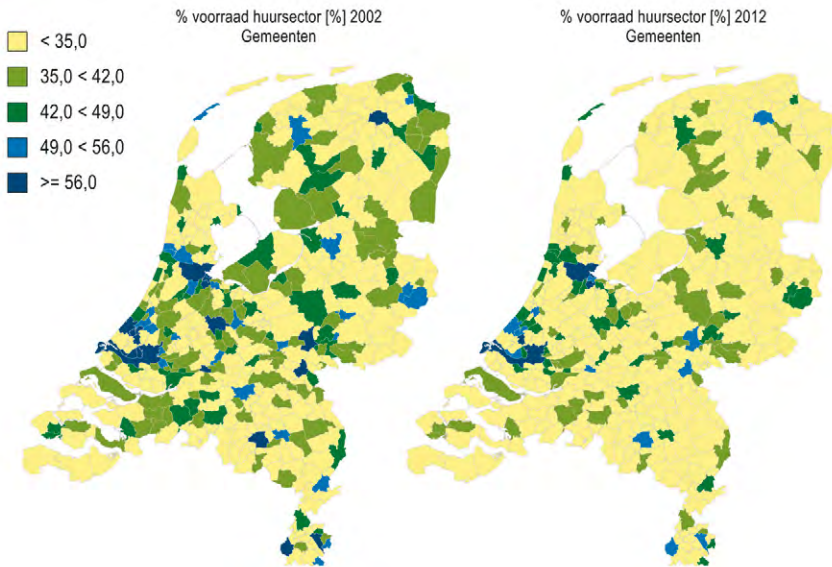 % voorraad huursector [%] 2002
Gemeenten
% voorraad huursector [%] 2012
Gemeenten
< 35,0
35,0 < 42,0
42,0 < 49,0
49,0 < 56,0
>= 56,0